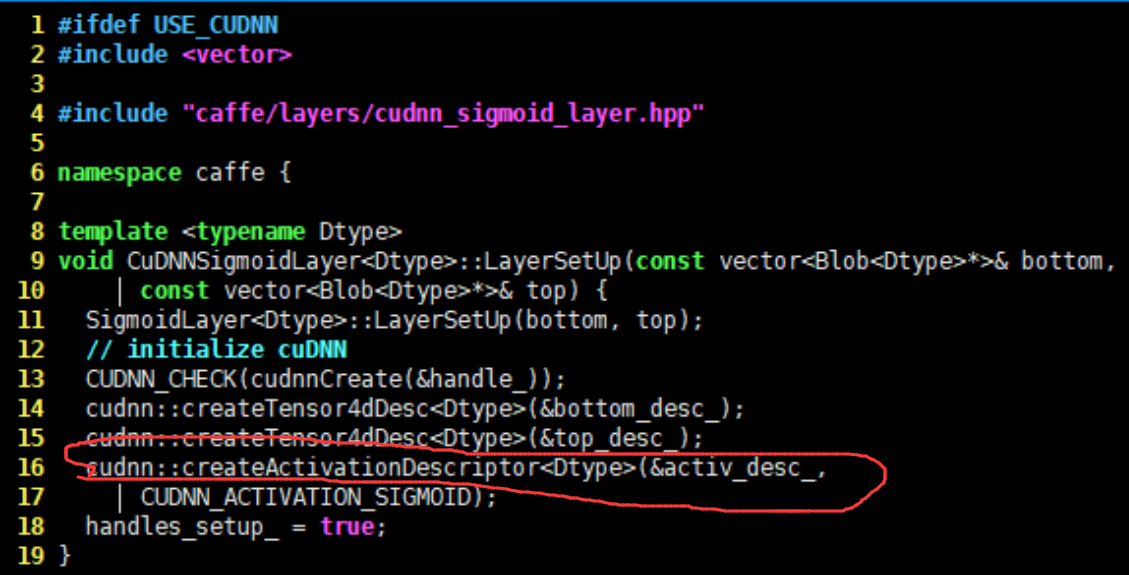 1 #ifdef USE_CUDNN
2 #include <vector>
3
4 #include "caffe/layers/cudnn_sigmoid_layer.hpp"
5
6 namespace caffe {
7
8 template <typename Dtype>
9 void CuDNNSigmoidLayer<Dtype>::LayerSetUp(const vector<Blob<Dtype>*>& bottom,
10     | const vector<Blob<Dtype>*>& top) {
11   SigmoidLayer<Dtype>::LayerSetUp(bottom, top);
12   // initialize cuDNN
13   CUDNN_CHECK(cudnnCreate(&handle_));
14   cudnn::createTensor4dDesc<Dtype>(&bottom_desc_);
15   cudnn::createTensor4dDesc<Dtype>(&top_desc_);
16   cudnn::createActivationDescriptor<Dtype>(&activ_desc_,
17     | CUDNN_ACTIVATION_SIGMOID);
18   handles_setup_ = true;
19 }